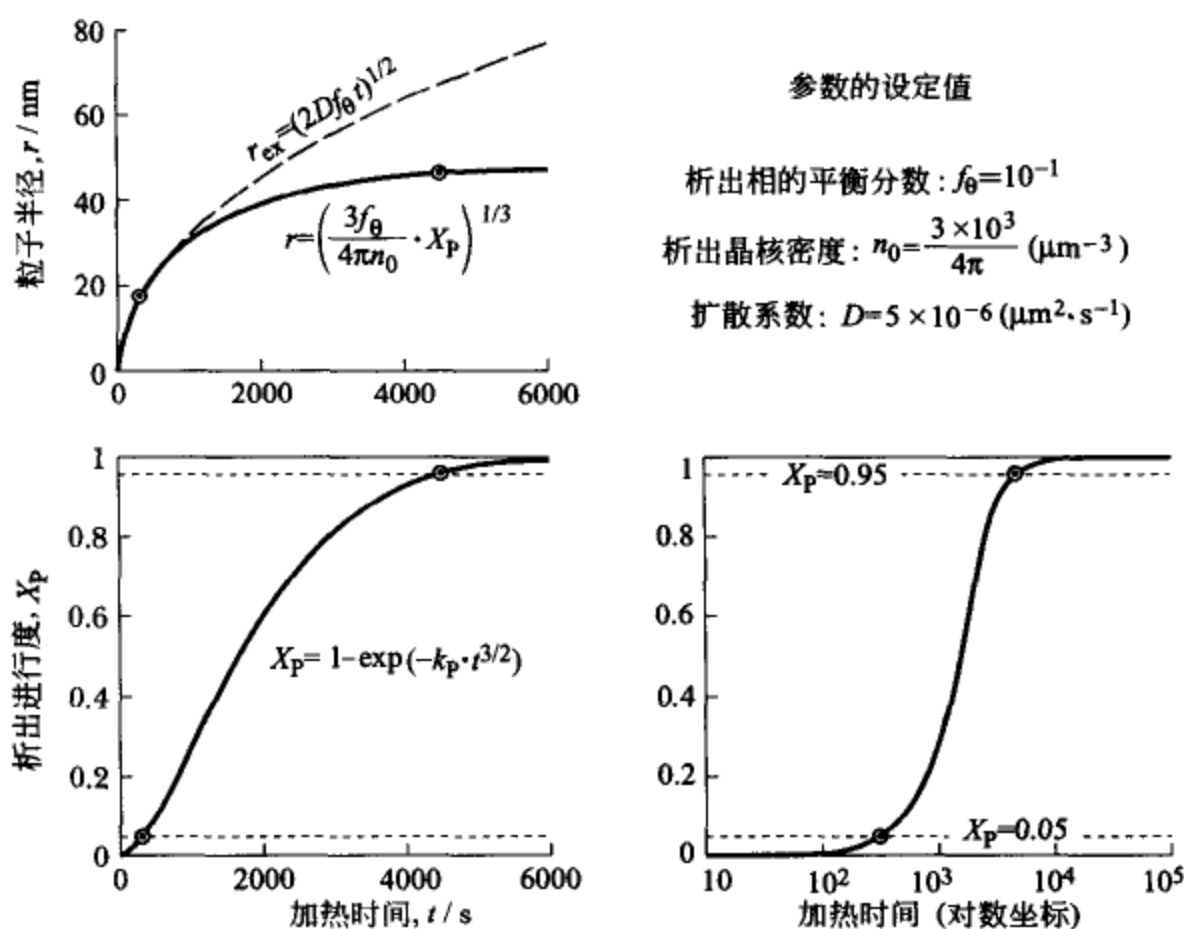 80
60
40
20
0
粒子半径, r / nm
r_ex=(2Df_θ t)^1/2
r=(3f_θ/4πn_0 · X_P)^1/3
0 2000 4000 6000
参数的设定值
析出相的平衡分数: f_θ=10^−1
析出晶核密度: n_0=3×10^3/4π (μm^−3)
扩散系数: D=5×10^−6(μm^2·s^−1)
1
0.8
0.6
0.4
0.2
0
析出进行度, X_P
X_P= 1-exp(-k_P·t^3/2)
0 2000 4000 6000
加热时间, t / s
1
0.8
0.6
0.4
0.2
0
X_P=0.95
X_P=0.05
10 10^2 10^3 10^4 10^5
加热时间 (对数坐标)